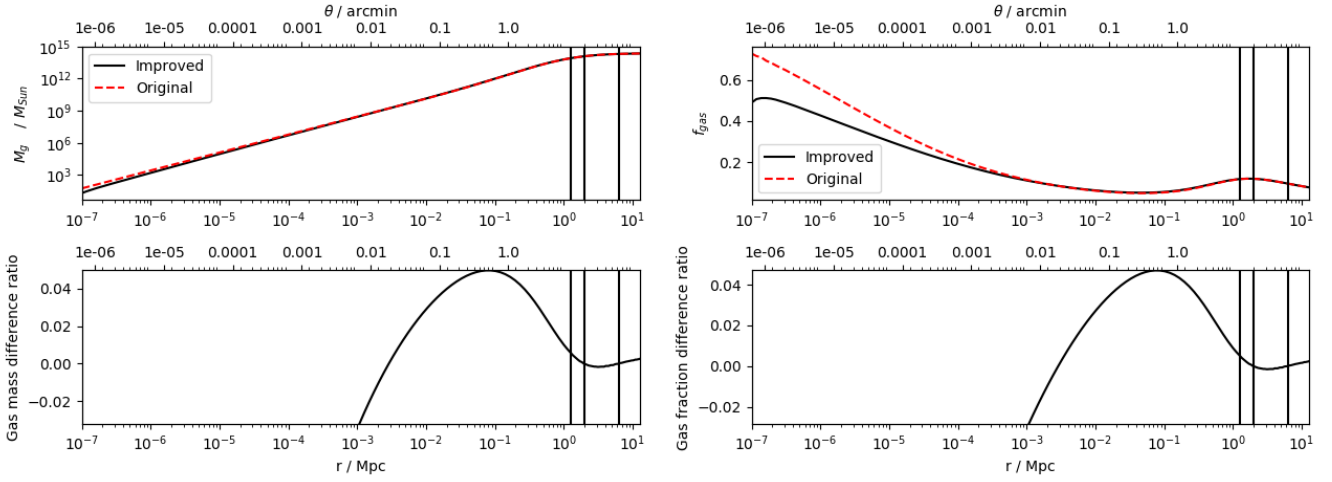 θ / arcmin
1e-06 1e-05 0.0001 0.001 0.01 0.1 1.0
10^15
10^12
10^9
10^6
10^3
M_g / M_Sun
Improved
Original
10^-7 10^-6 10^-5 10^-4 10^-3 10^-2 10^-1 10^0 10^1
1e-06 1e-05 0.0001 0.001 0.01 0.1 1.0
0.04
0.02
0.00
−0.02
Gas mass difference ratio
10^-7 10^-6 10^-5 10^-4 10^-3 10^-2 10^-1 10^0 10^1
r / Mpc
θ / arcmin
1e-06 1e-05 0.0001 0.001 0.01 0.1 1.0
0.6
0.4
0.2
f_gas
Improved
Original
10^-7 10^-6 10^-5 10^-4 10^-3 10^-2 10^-1 10^0 10^1
1e-06 1e-05 0.0001 0.001 0.01 0.1 1.0
0.04
0.02
0.00
−0.02
Gas fraction difference ratio
10^-7 10^-6 10^-5 10^-4 10^-3 10^-2 10^-1 10^0 10^1
r / Mpc